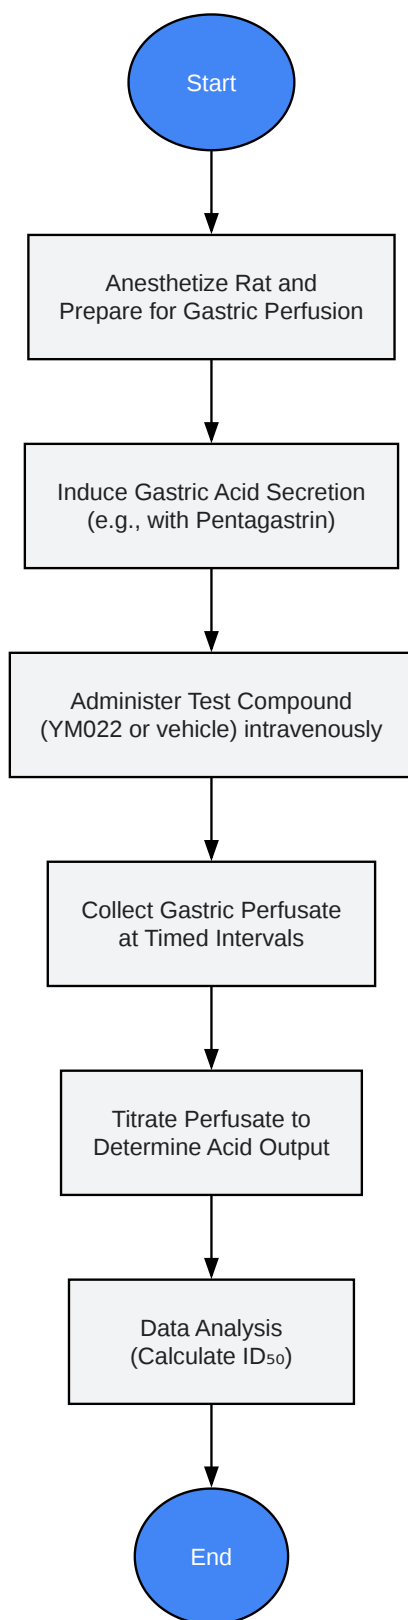 Start
Anesthetize Rat and
Prepare for Gastric Perfusion
Induce Gastric Acid Secretion
(e.g., with Pentagastrin)
Administer Test Compound
(YM022 or vehicle) intravenously
Collect Gastric Perfusate
at Timed Intervals
Titrate Perfusate to
Determine Acid Output
Data Analysis
(Calculate ID₅₀)
End